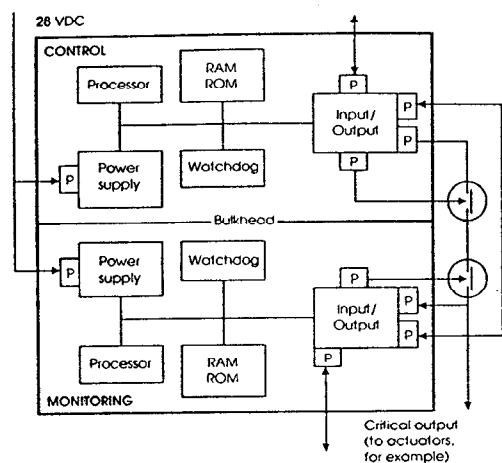 28 VDC
CONTROL
Processor
RAM
ROM
P
Input/
Output
P
P
P
Power
supply
P
Watchdog
Bulkhead
P
Power
supply
Watchdog
P
Input/
Output
P
P
P
Processor
RAM
ROM
MONITORING
Critical output
(to actuators,
for example)